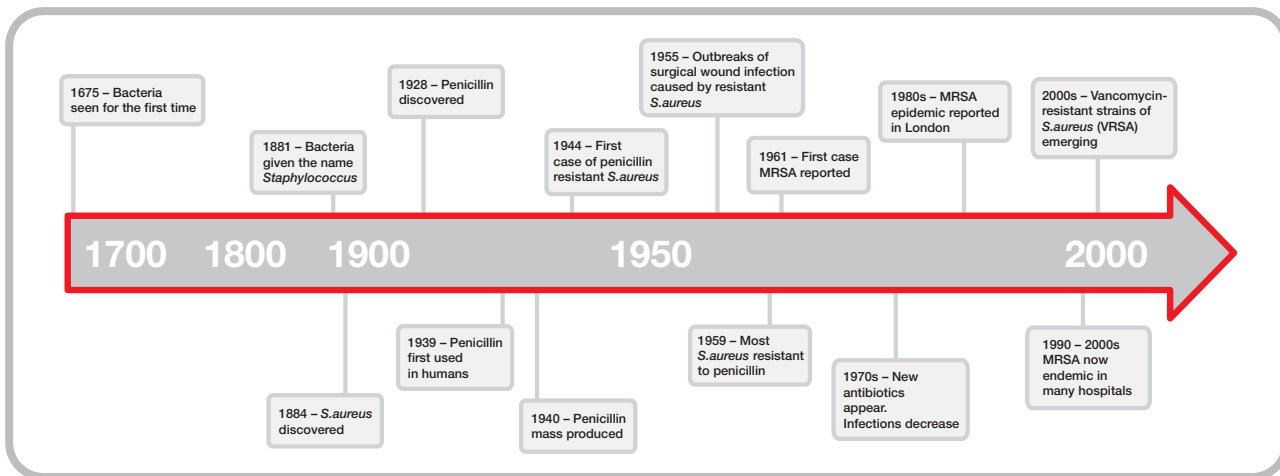 1675 – Bacteria
seen for the first time
1881 – Bacteria
given the name
Staphylococcus
1928 – Penicillin
discovered
1944 – First
case of penicillin
resistant S.aureus
1955 – Outbreaks of
surgical wound infection
caused by resistant
S.aureus
1961 – First case
MRSA reported
1980s – MRSA
epidemic reported
in London
2000s – Vancomycin-
resistant strains of
S.aureus (VRSA)
emerging
1700 1800 1900 1950 2000
1884 – S.aureus
discovered
1939 – Penicillin
first used
in humans
1940 – Penicillin
mass produced
1959 – Most
S.aureus resistant
to penicillin
1970s – New
antibiotics
appear.
Infections decrease
1990 – 2000s
MRSA now
endemic in
many hospitals